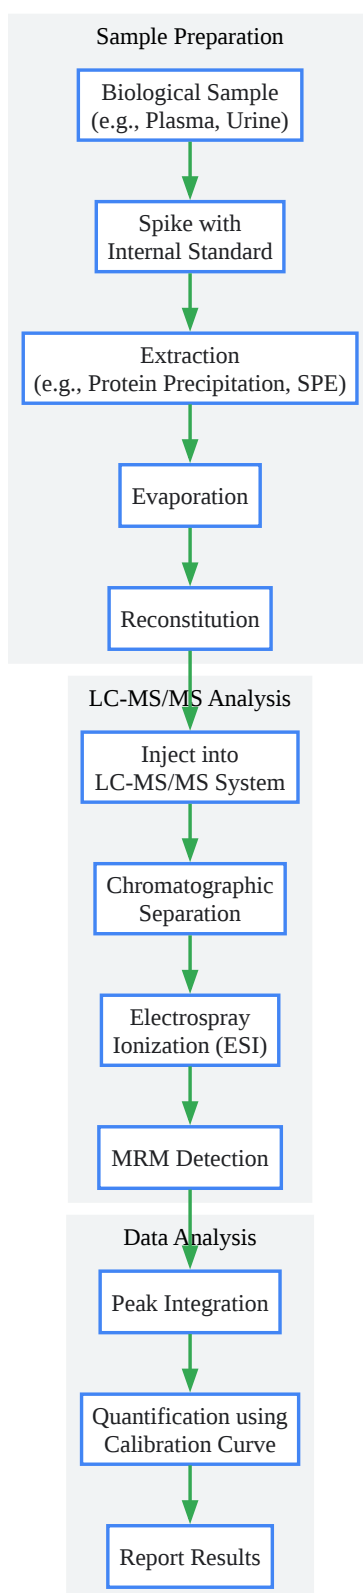 Sample Preparation
Biological Sample
(e.g., Plasma, Urine)
Spike with
Internal Standard
Extraction
(e.g., Protein Precipitation, SPE)
Evaporation
Reconstitution
LC-MS/MS Analysis
Inject into
LC-MS/MS System
Chromatographic
Separation
Electrospray
Ionization (ESI)
MRM Detection
Data Analysis
Peak Integration
Quantification using
Calibration Curve
Report Results